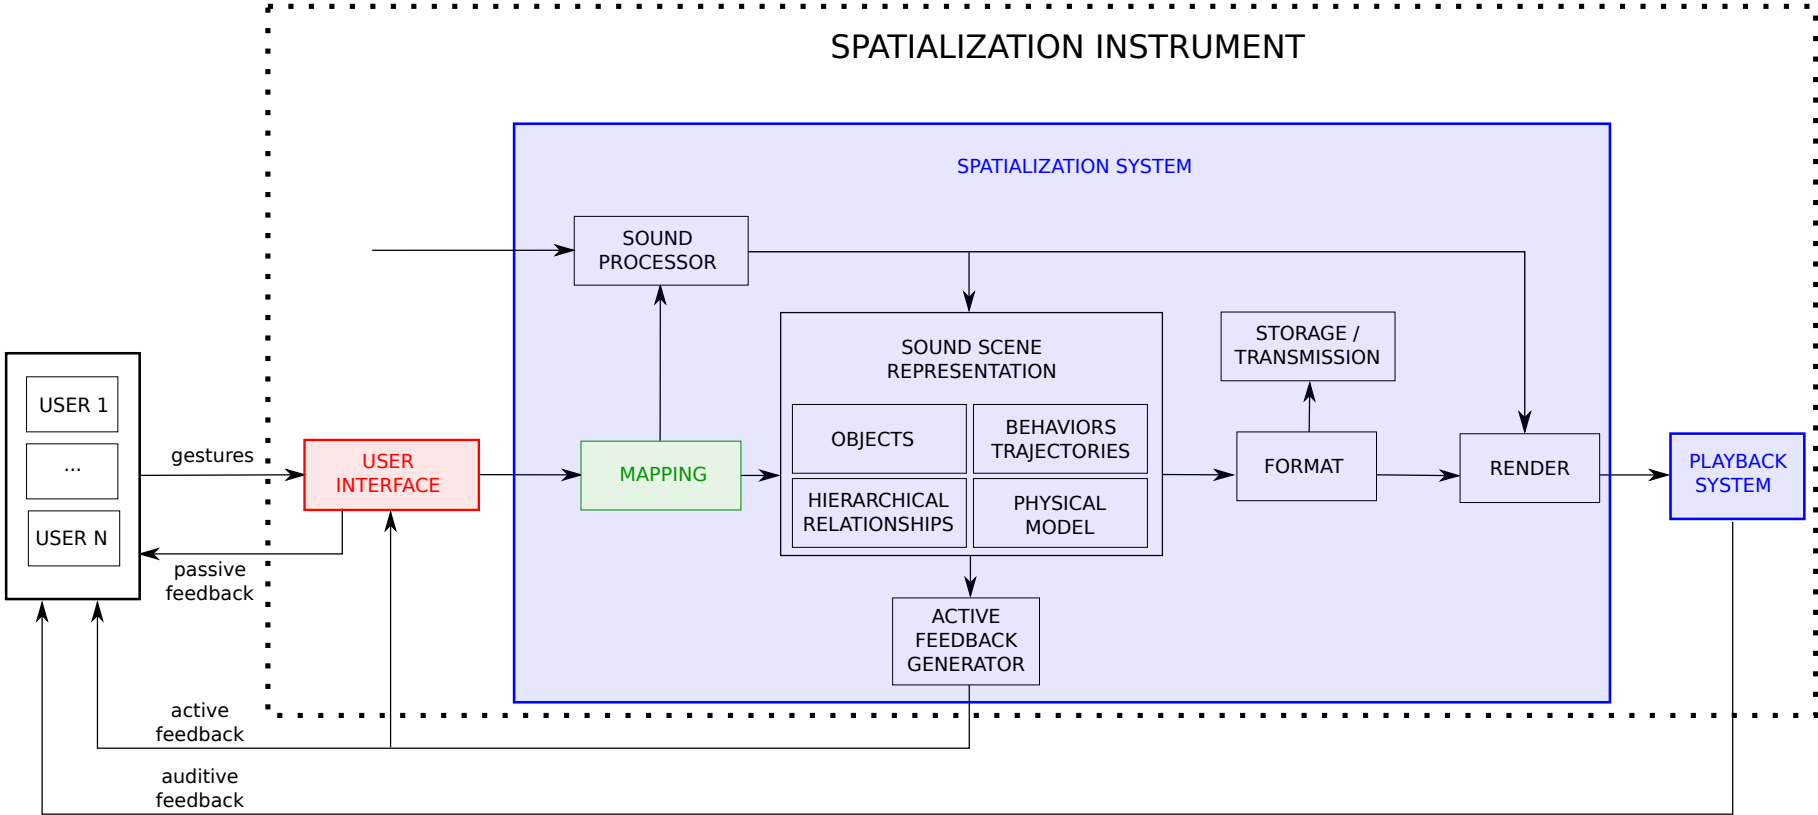 SPATIALIZATION INSTRUMENT
SPATIALIZATION SYSTEM
SOUND
PROCESSOR
SOUND SCENE
REPRESENTATION
OBJECTS
BEHAVIORS
TRAJECTORIES
HIERARCHICAL
RELATIONSHIPS
PHYSICAL
MODEL
STORAGE /
TRANSMISSION
FORMAT
RENDER
PLAYBACK
SYSTEM
USER 1
...
USER N
gestures
USER
INTERFACE
MAPPING
passive
feedback
ACTIVE
FEEDBACK
GENERATOR
active
feedback
auditive
feedback